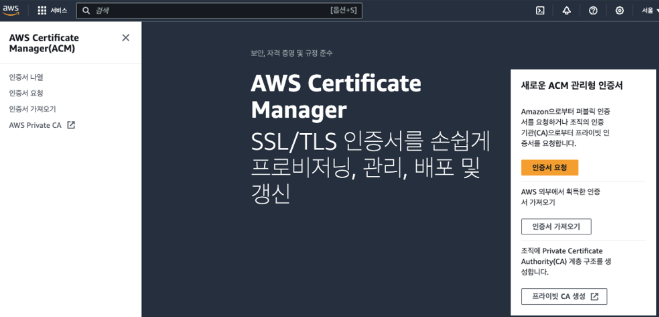 aws
서비스
검색
[옵션+S]
서울
AWS Certificate
Manager(ACM)
인증서 나열
인증서 요청
인증서 가져오기
AWS Private CA
보안, 자격 증명 및 규정 준수
AWS Certificate
Manager
SSL/TLS 인증서를 손쉽게
프로비저닝, 관리, 배포 및
갱신
새로운 ACM 관리형 인증서
Amazon으로부터 퍼블릭 인증
서를 요청하거나 조직의 인증
기관(CA)으로부터 프라이빗 인
증서를 요청합니다.
인증서 요청
AWS 외부에서 획득한 인증
서 가져오기
인증서 가져오기
조직에 Private Certificate
Authority(CA) 계층 구조를 생
성합니다.
프라이빗 CA 생성